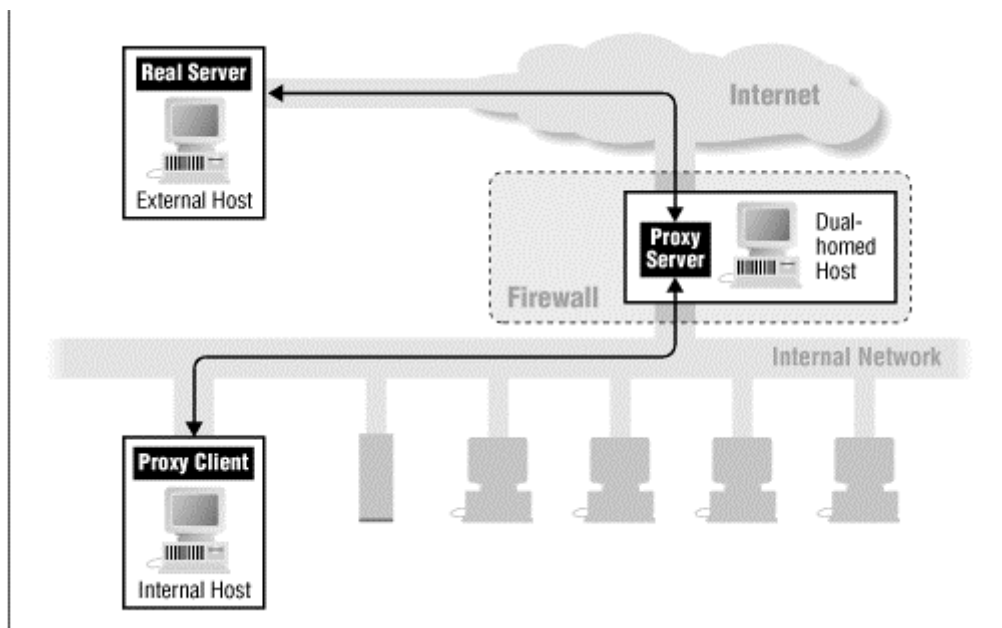 Real Server
External Host
Internet
Proxy
Server
Dual-
homed
Host
Firewall
Internal Network
Proxy Client
Internal Host